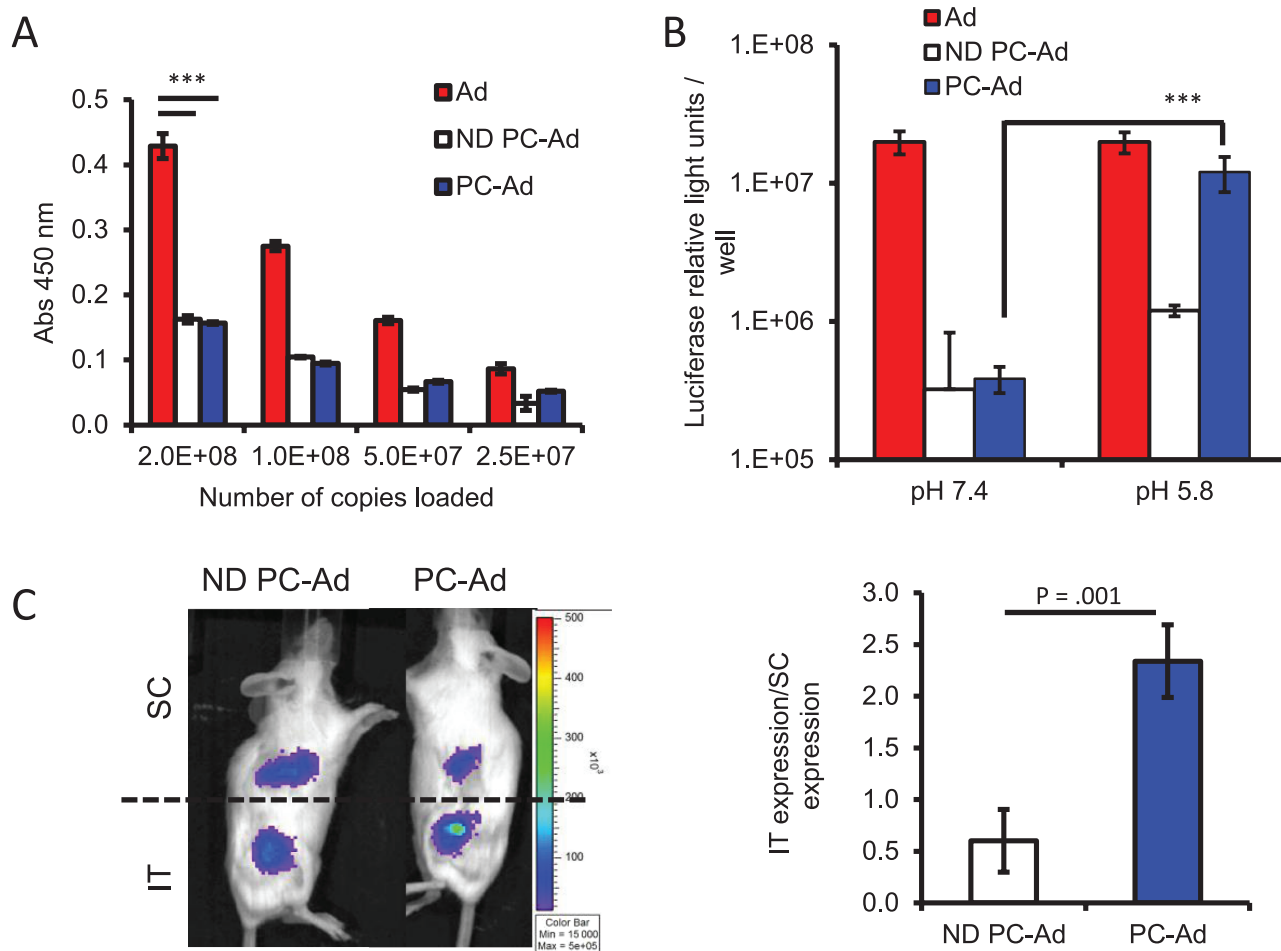 A
***
Ad
ND PC-Ad
PC-Ad
0.5
0.4
0.3
0.2
0.1
0.0
Abs 450 nm
2.0E+08 1.0E+08 5.0E+07 2.5E+07
Number of copies loaded
B
Ad
ND PC-Ad
PC-Ad
***
1.E+08
1.E+07
1.E+06
1.E+05
Luciferase relative light units /
well
pH 7.4 pH 5.8
C
ND PC-Ad PC-Ad
SC
IT
500
400
300
200
100
x10³
Color Bar
Min = 15 000
Max = 5e+05
P = .001
3.0
2.5
2.0
1.5
1.0
0.5
0.0
IT expression/SC
expression
ND PC-Ad PC-Ad